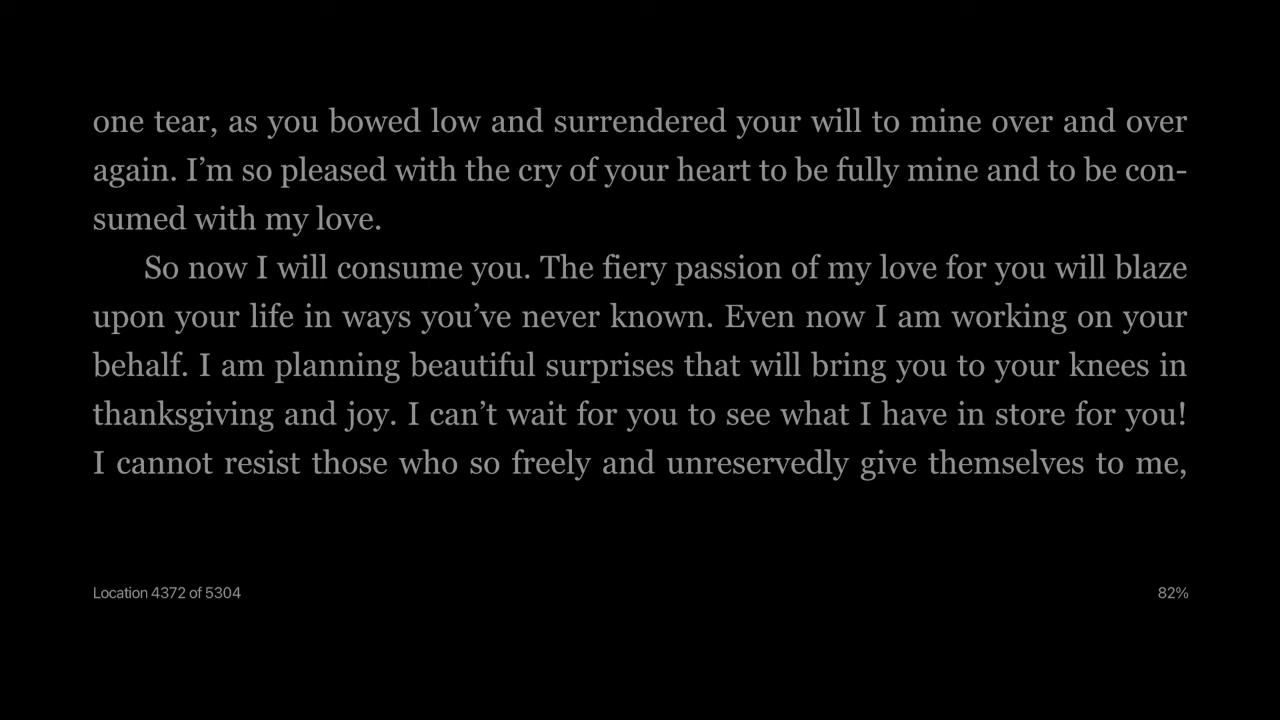 one tear, as you bowed low and surrendered your will to mine over and over
again. I’m so pleased with the cry of your heart to be fully mine and to be con-
sumed with my love.
So now I will consume you. The fiery passion of my love for you will blaze
upon your life in ways you’ve never known. Even now I am working on your
behalf. I am planning beautiful surprises that will bring you to your knees in
thanksgiving and joy. I can’t wait for you to see what I have in store for you!
I cannot resist those who so freely and unreservedly give themselves to me,
Location 4372 of 5304
82%